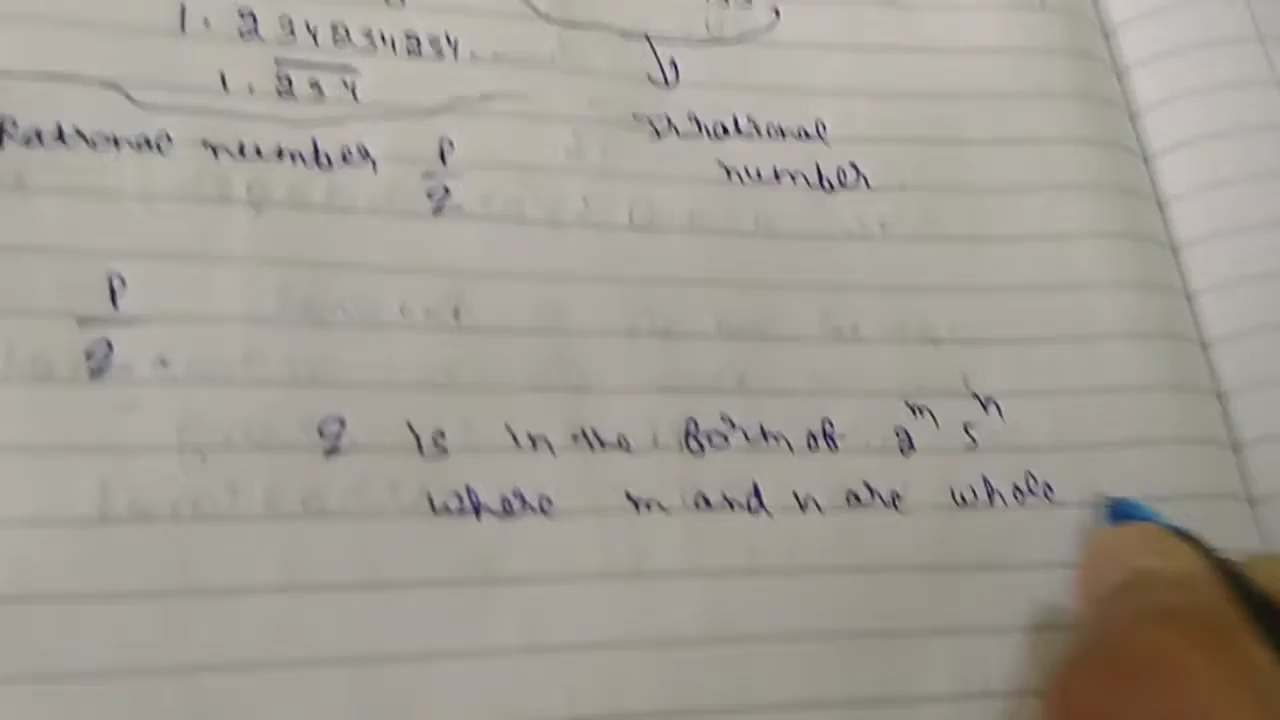 1. 234234234...
1. 234
Rational number P/q
irrational
number
P/q.
q is in the form of 2^m 5^n
where m and n are whole